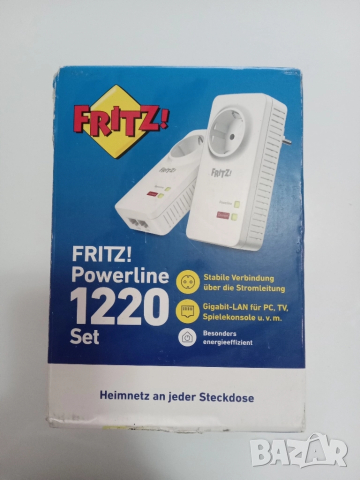 FRITZ!
FRITZ!
FRITZ!
Powerline
1220
Set
Stabile Verbindung
über die Stromleitung
Gigabit-LAN für PC, TV,
Spielekonsole u. v. m.
Besonders
energieeffizient
Heimnetz an jeder Steckdose
BAZAR